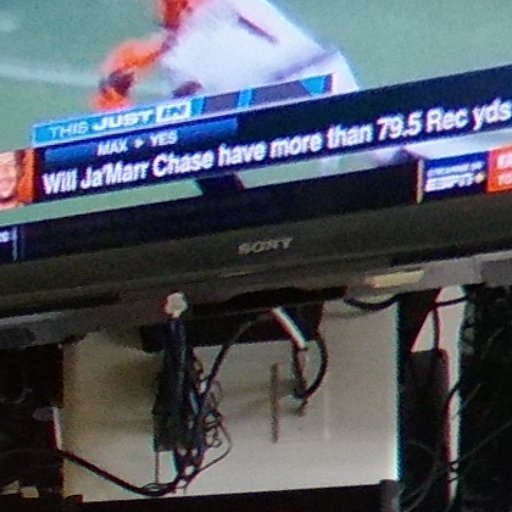 THIS JUST IN
MAX ▸ YES
Will Ja'Marr Chase have more than 79.5 Rec yds
ESPN+
SONY